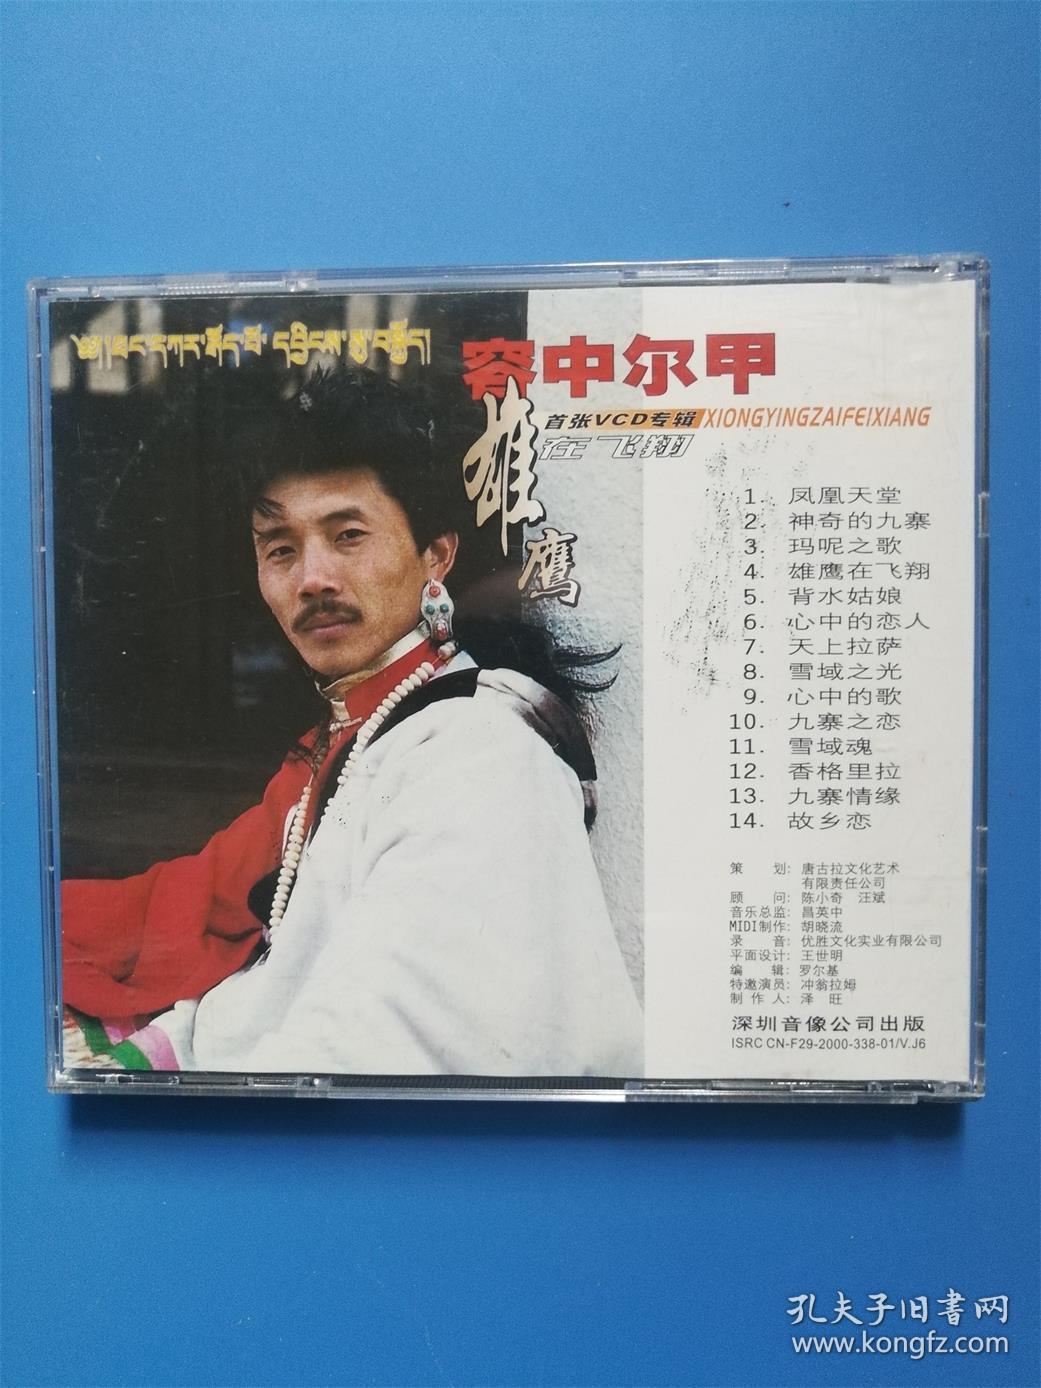 ༄༅། །ཐང་དཀར་རྒོད་པོ་ དབྱིངས་སུ་བསྐྱོད།
容中尔甲
首张VCD专辑 XIONGYINGZAIFEIXIANG
雄鹰在飞翔
1. 凤凰天堂
2. 神奇的九寨
3. 玛呢之歌
4. 雄鹰在飞翔
5. 背水姑娘
6. 心中的恋人
7. 天上拉萨
8. 雪域之光
9. 心中的歌
10. 九寨之恋
11. 雪域魂
12. 香格里拉
13. 九寨情缘
14. 故乡恋
策 划: 唐古拉文化艺术
有限责任公司
顾 问: 陈小奇 汪斌
音乐总监: 昌英中
MIDI制作: 胡晓流
录 音: 优胜文化实业有限公司
平面设计: 王世明
编 辑: 罗尔基
特邀演员: 冲翁拉姆
制 作 人: 泽 旺
深圳音像公司出版
ISRC CN-F29-2000-338-01/V.J6
孔夫子旧書网
www.kongfz.com